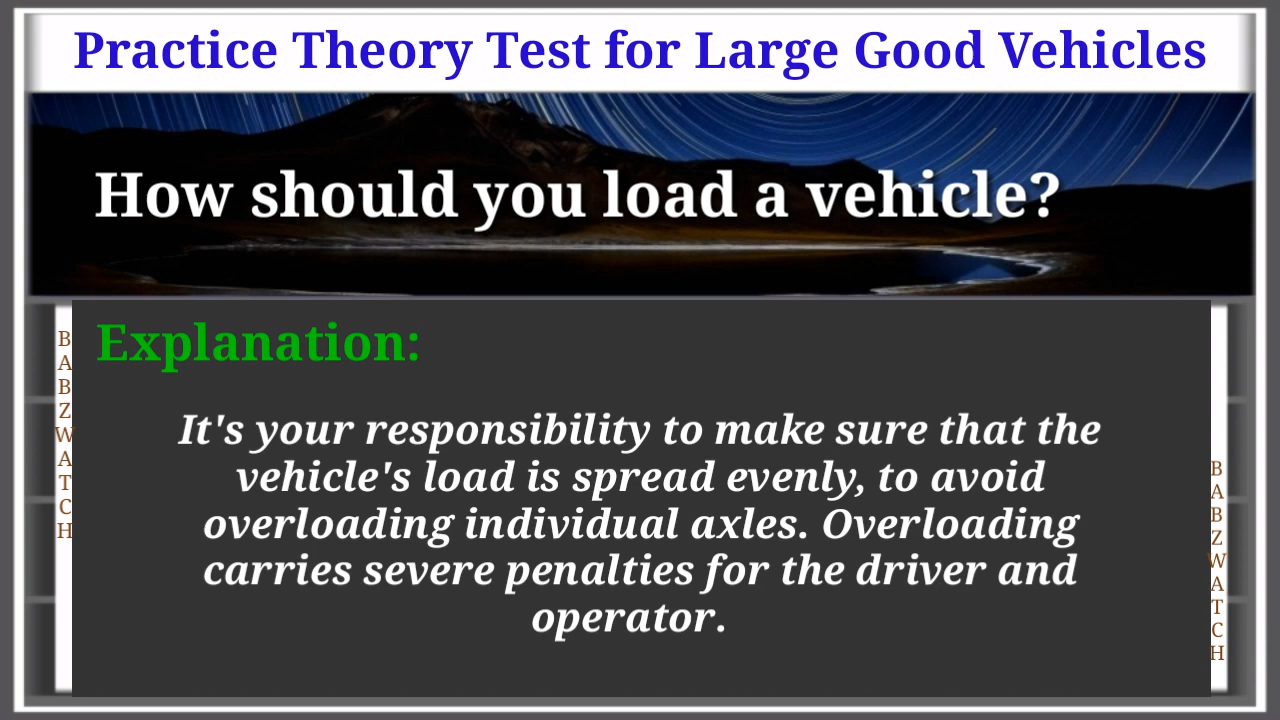 Practice Theory Test for Large Good Vehicles
How should you load a vehicle?
Explanation:
It's your responsibility to make sure that the
vehicle's load is spread evenly, to avoid
overloading individual axles. Overloading
carries severe penalties for the driver and
operator.
BABZWATCH
BABZWATCH